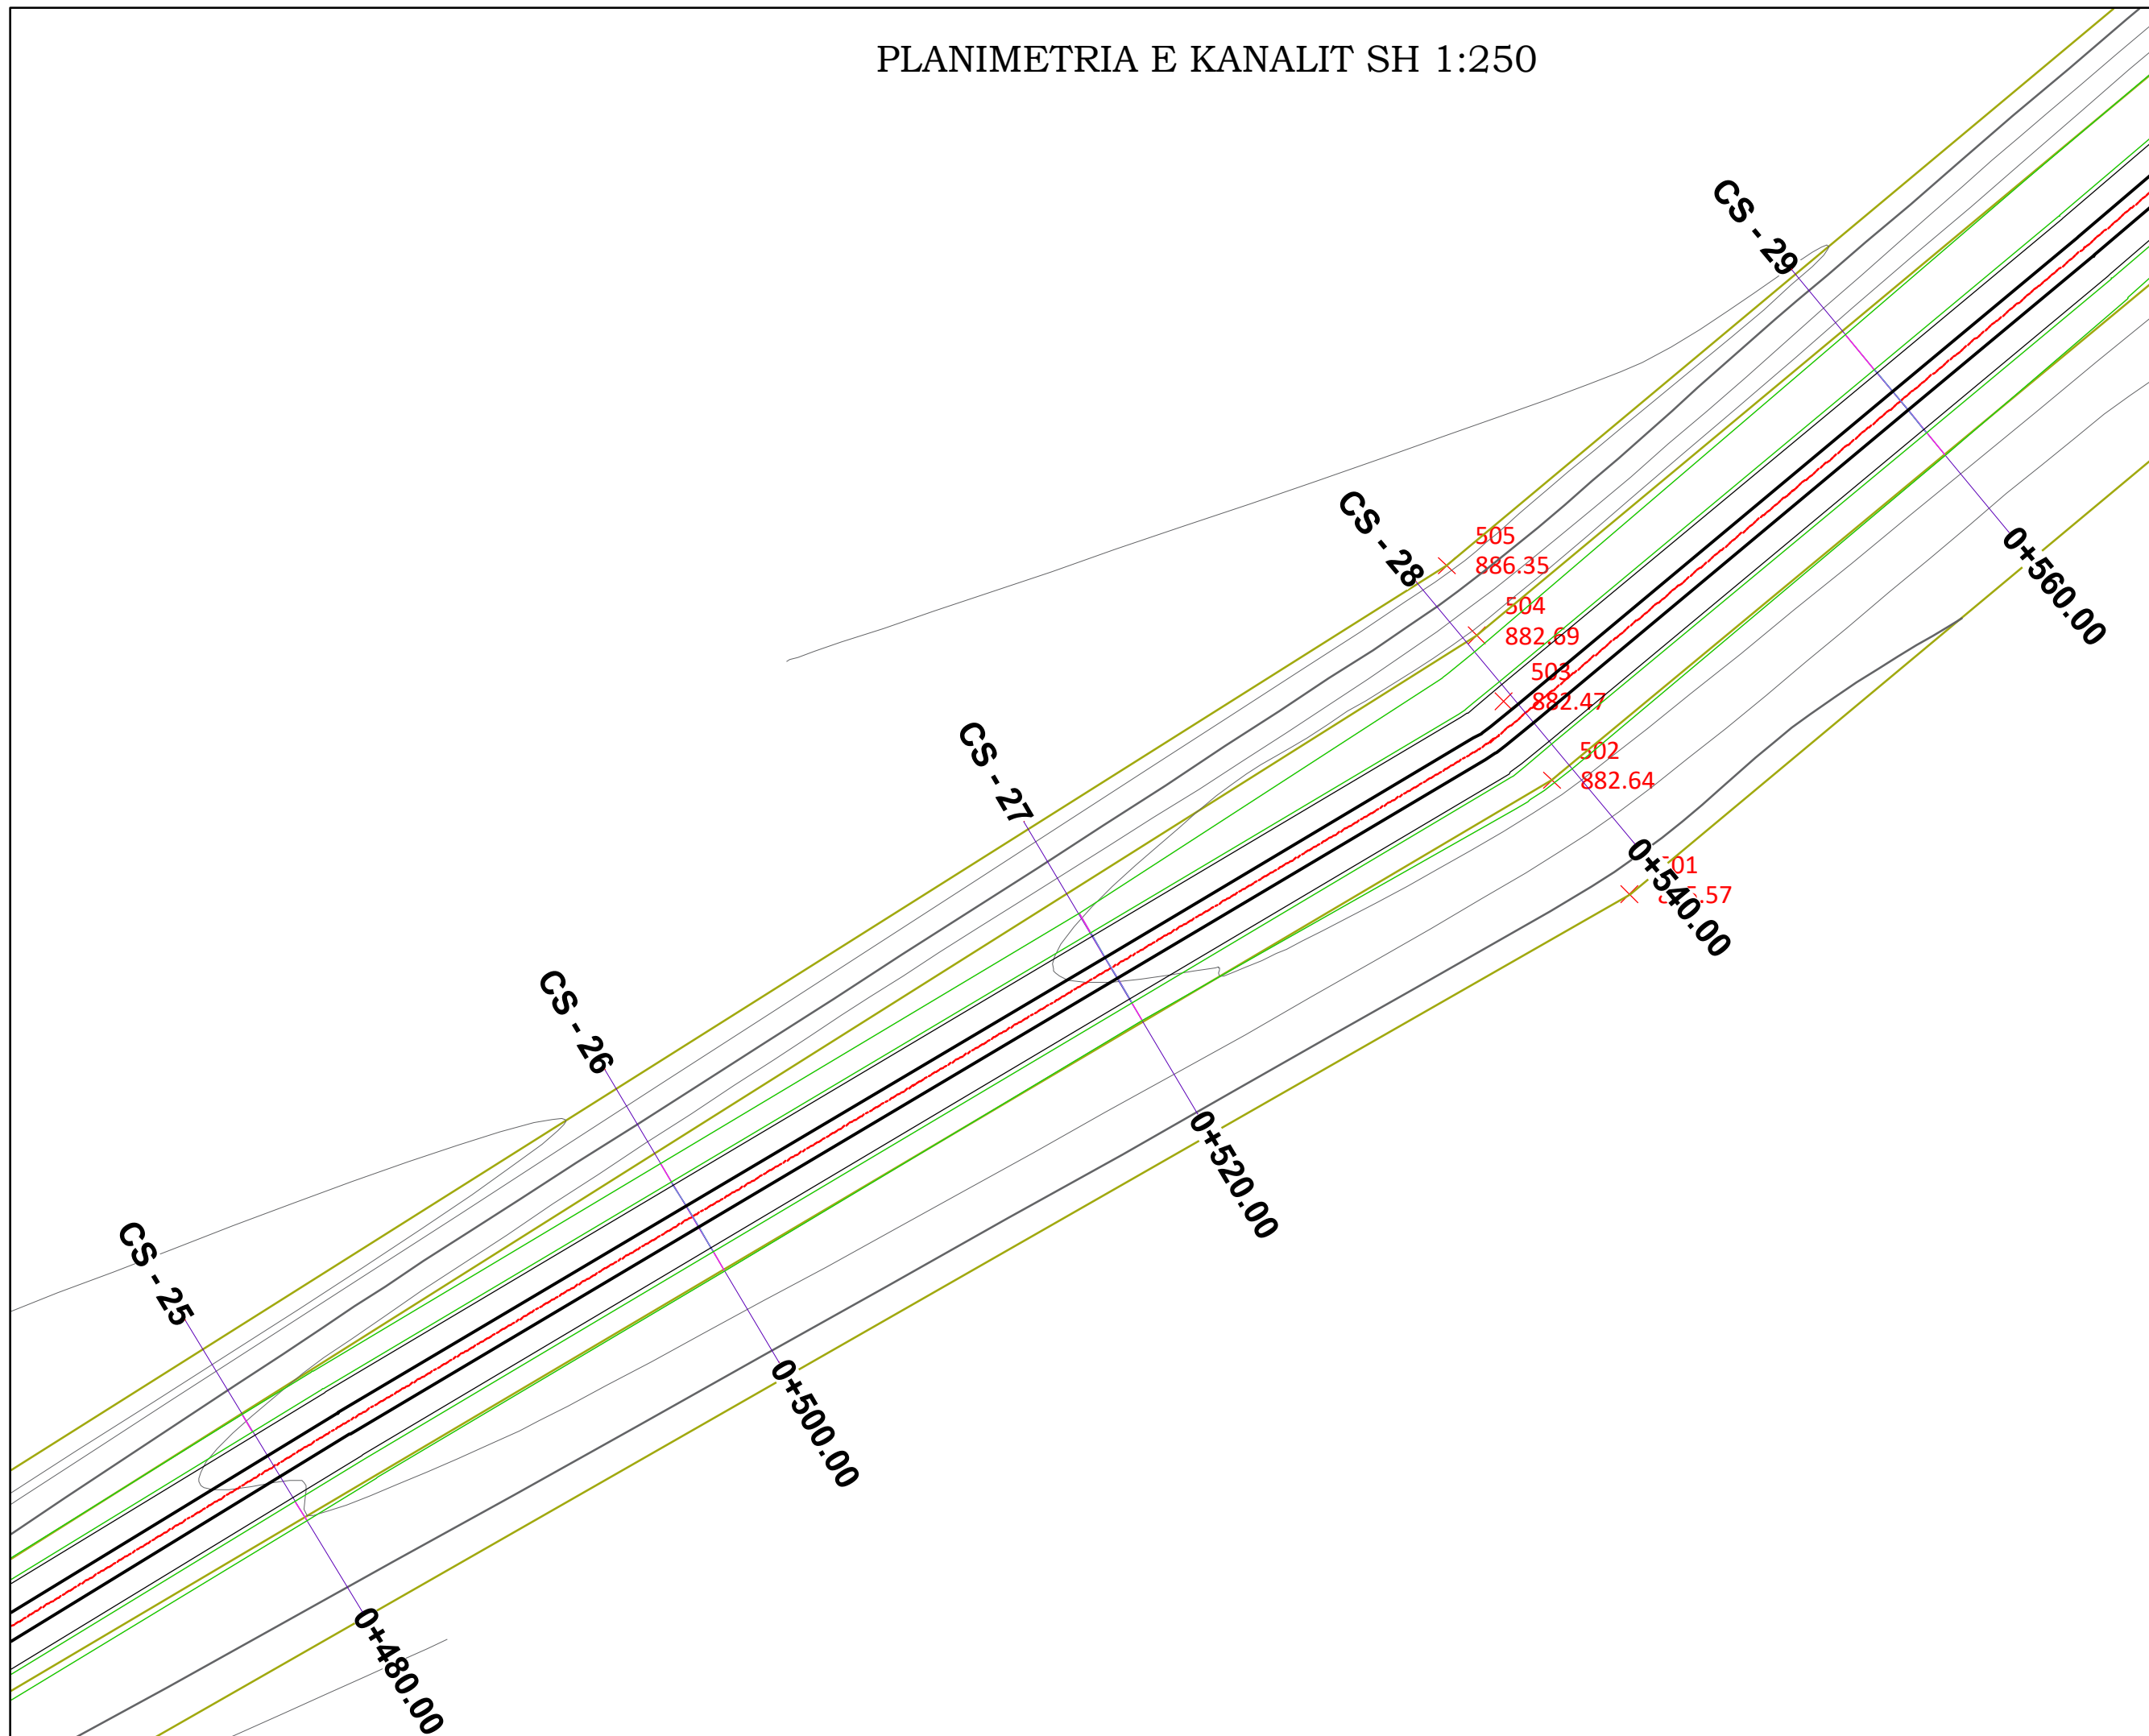 PLANIMETRIA E KANALIT SH 1:250
CS - 29
0+560.00
CS - 28
505
886.35
504
882.69
503
882.47
502
882.64
0+540.00
CS - 27
0+520.00
CS - 26
0+500.00
CS - 25
0+480.00